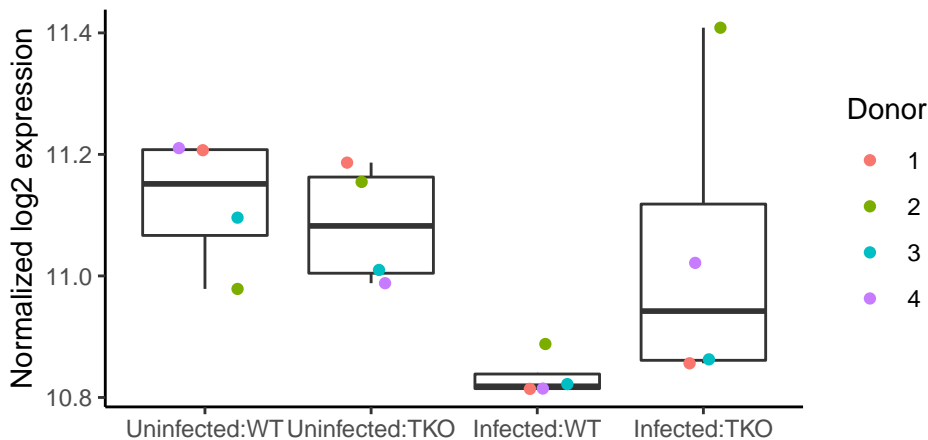 Normalized log2 expression
11.4
11.2
11.0
10.8
Uninfected:WT
Uninfected:TKO
Infected:WT
Infected:TKO
Donor
1
2
3
4